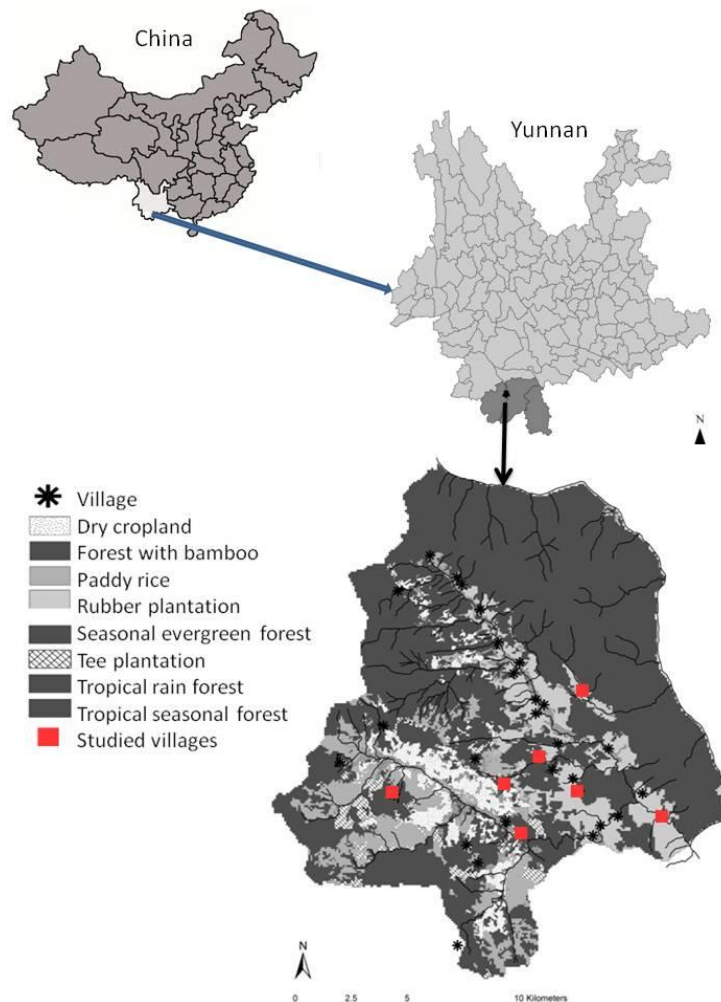 China
Yunnan
N
Village
Dry cropland
Forest with bamboo
Paddy rice
Rubber plantation
Seasonal evergreen forest
Tee plantation
Tropical rain forest
Tropical seasonal forest
Studied villages
N
0 2.5 5 10 Kilometers